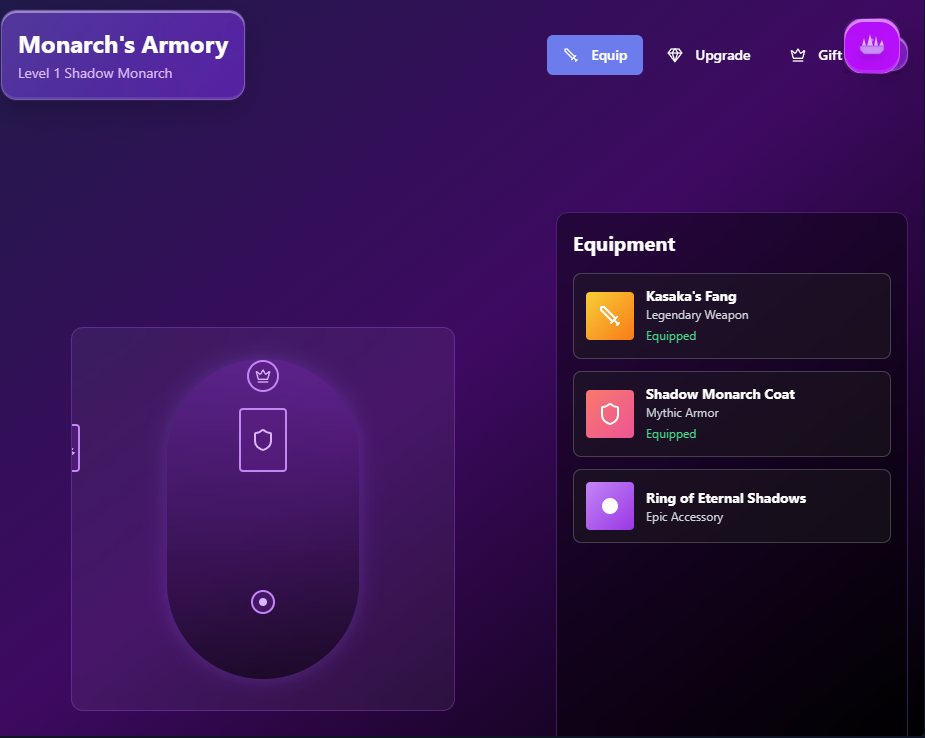 Monarch's Armory
Level 1 Shadow Monarch
Equip
Upgrade
Gift
Equipment
Kasaka's Fang
Legendary Weapon
Equipped
Shadow Monarch Coat
Mythic Armor
Equipped
Ring of Eternal Shadows
Epic Accessory